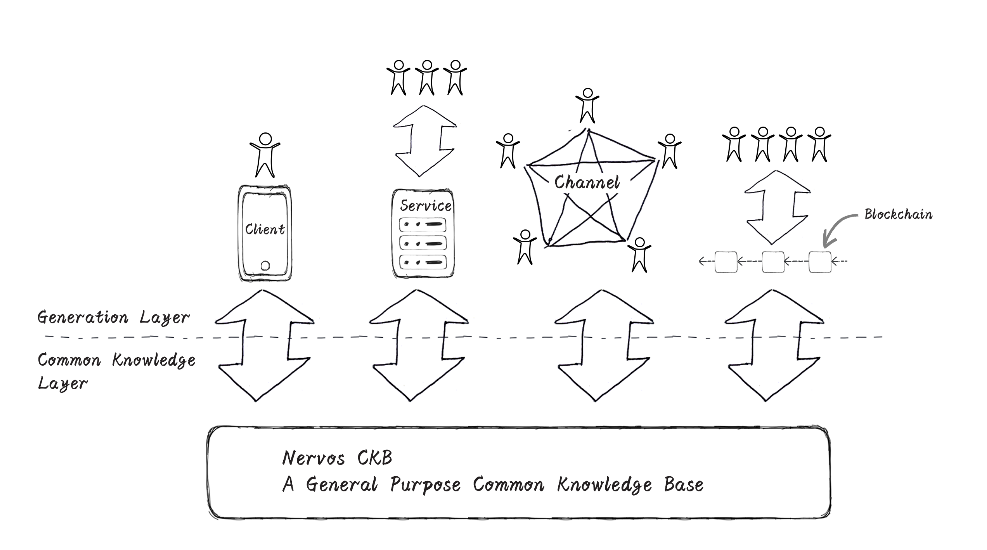 Client
Service
Channel
Blockchain
Generation Layer
Common Knowledge
Layer
Nervos CKB
A General Purpose Common Knowledge Base